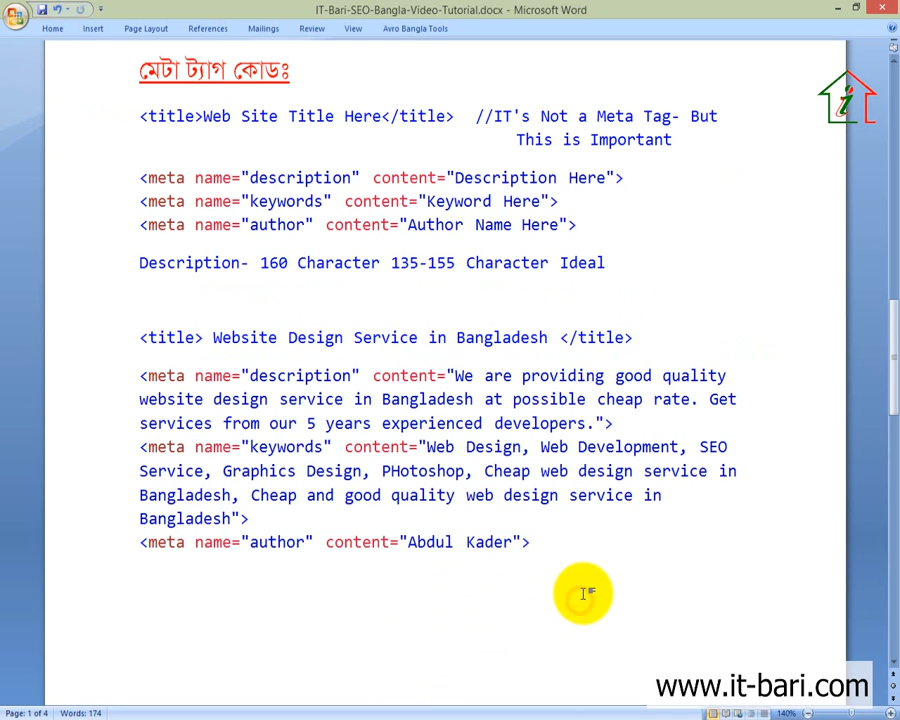 IT-Bari-SEO-Bangla-Video-Tutorial.docx - Microsoft Word
Home Insert Page Layout References Mailings Review View Avro Bangla Tools
মেটা ট্যাগ কোডঃ
<title>Web Site Title Here</title> //IT's Not a Meta Tag- But
This is Important
<meta name="description" content="Description Here">
<meta name="keywords" content="Keyword Here">
<meta name="author" content="Author Name Here">
Description- 160 Character 135-155 Character Ideal
<title> Website Design Service in Bangladesh </title>
<meta name="description" content="We are providing good quality
website design service in Bangladesh at possible cheap rate. Get
services from our 5 years experienced developers.">
<meta name="keywords" content="Web Design, Web Development, SEO
Service, Graphics Design, PHotoshop, Cheap web design service in
Bangladesh, Cheap and good quality web design service in
Bangladesh">
<meta name="author" content="Abdul Kader">
www.it-bari.com
Page: 1 of 4 Words: 174 140%